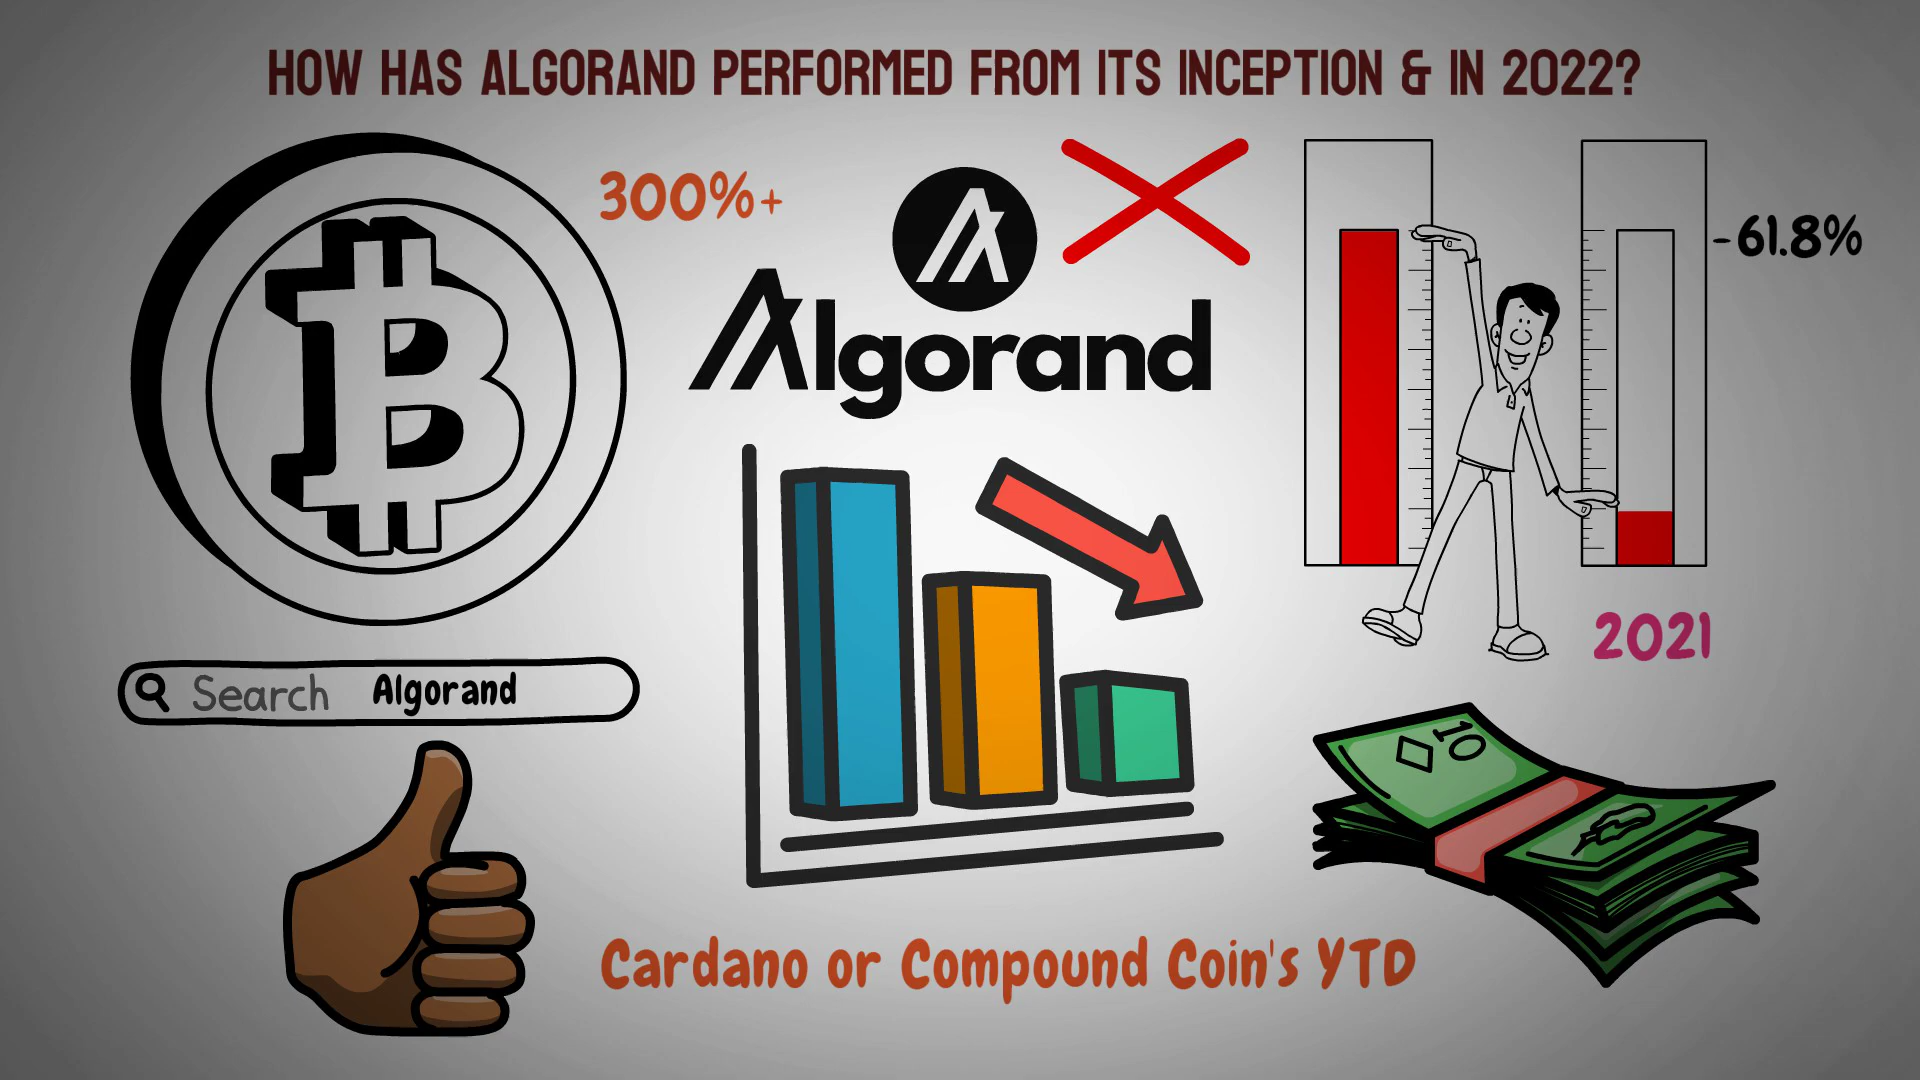 HOW HAS ALGORAND PERFORMED FROM ITS INCEPTION & IN 2022?
300%+
Algorand
-61.8%
2021
Search Algorand
10
Cardano or Compound Coin's YTD